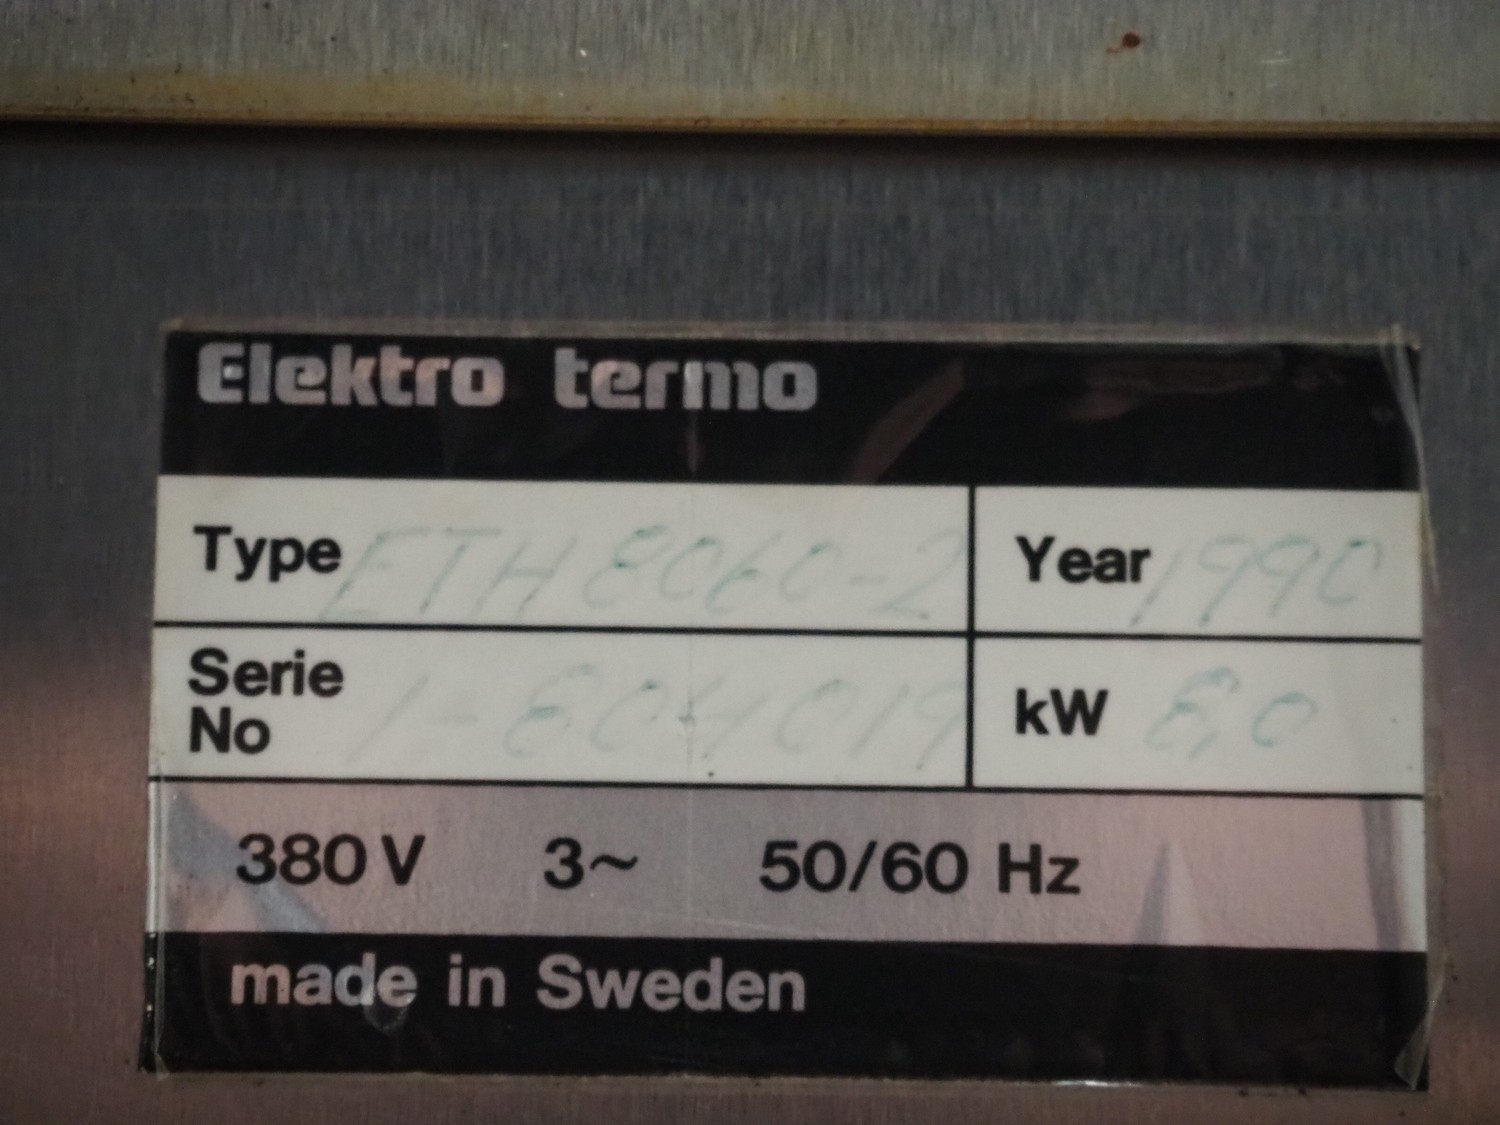 Elektro termo
Type ETH 8060-2 Year 1990
Serie No 1-804019 kW 8,0
380 V 3~ 50/60 Hz
made in Sweden